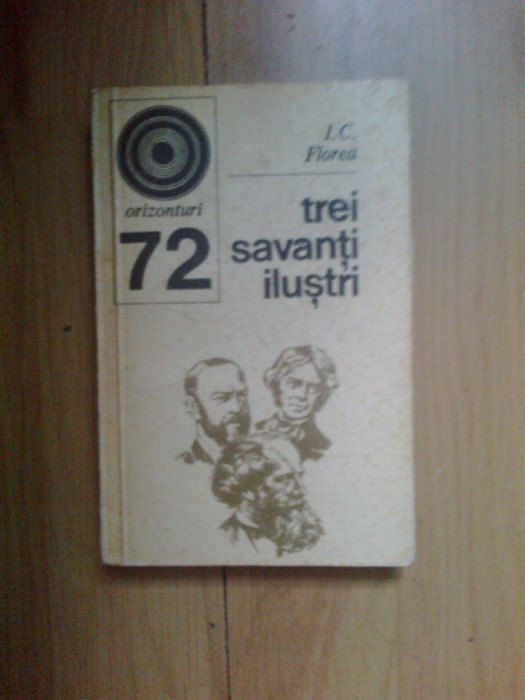 I.C.
Florea
orizonturi
72
trei
savanți
iluștri